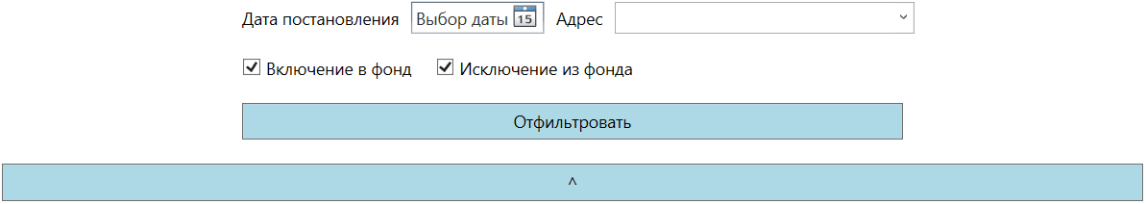 Дата постановления Выбор даты 15 Адрес
Включение в фонд Исключение из фонда
Отфильтровать
^